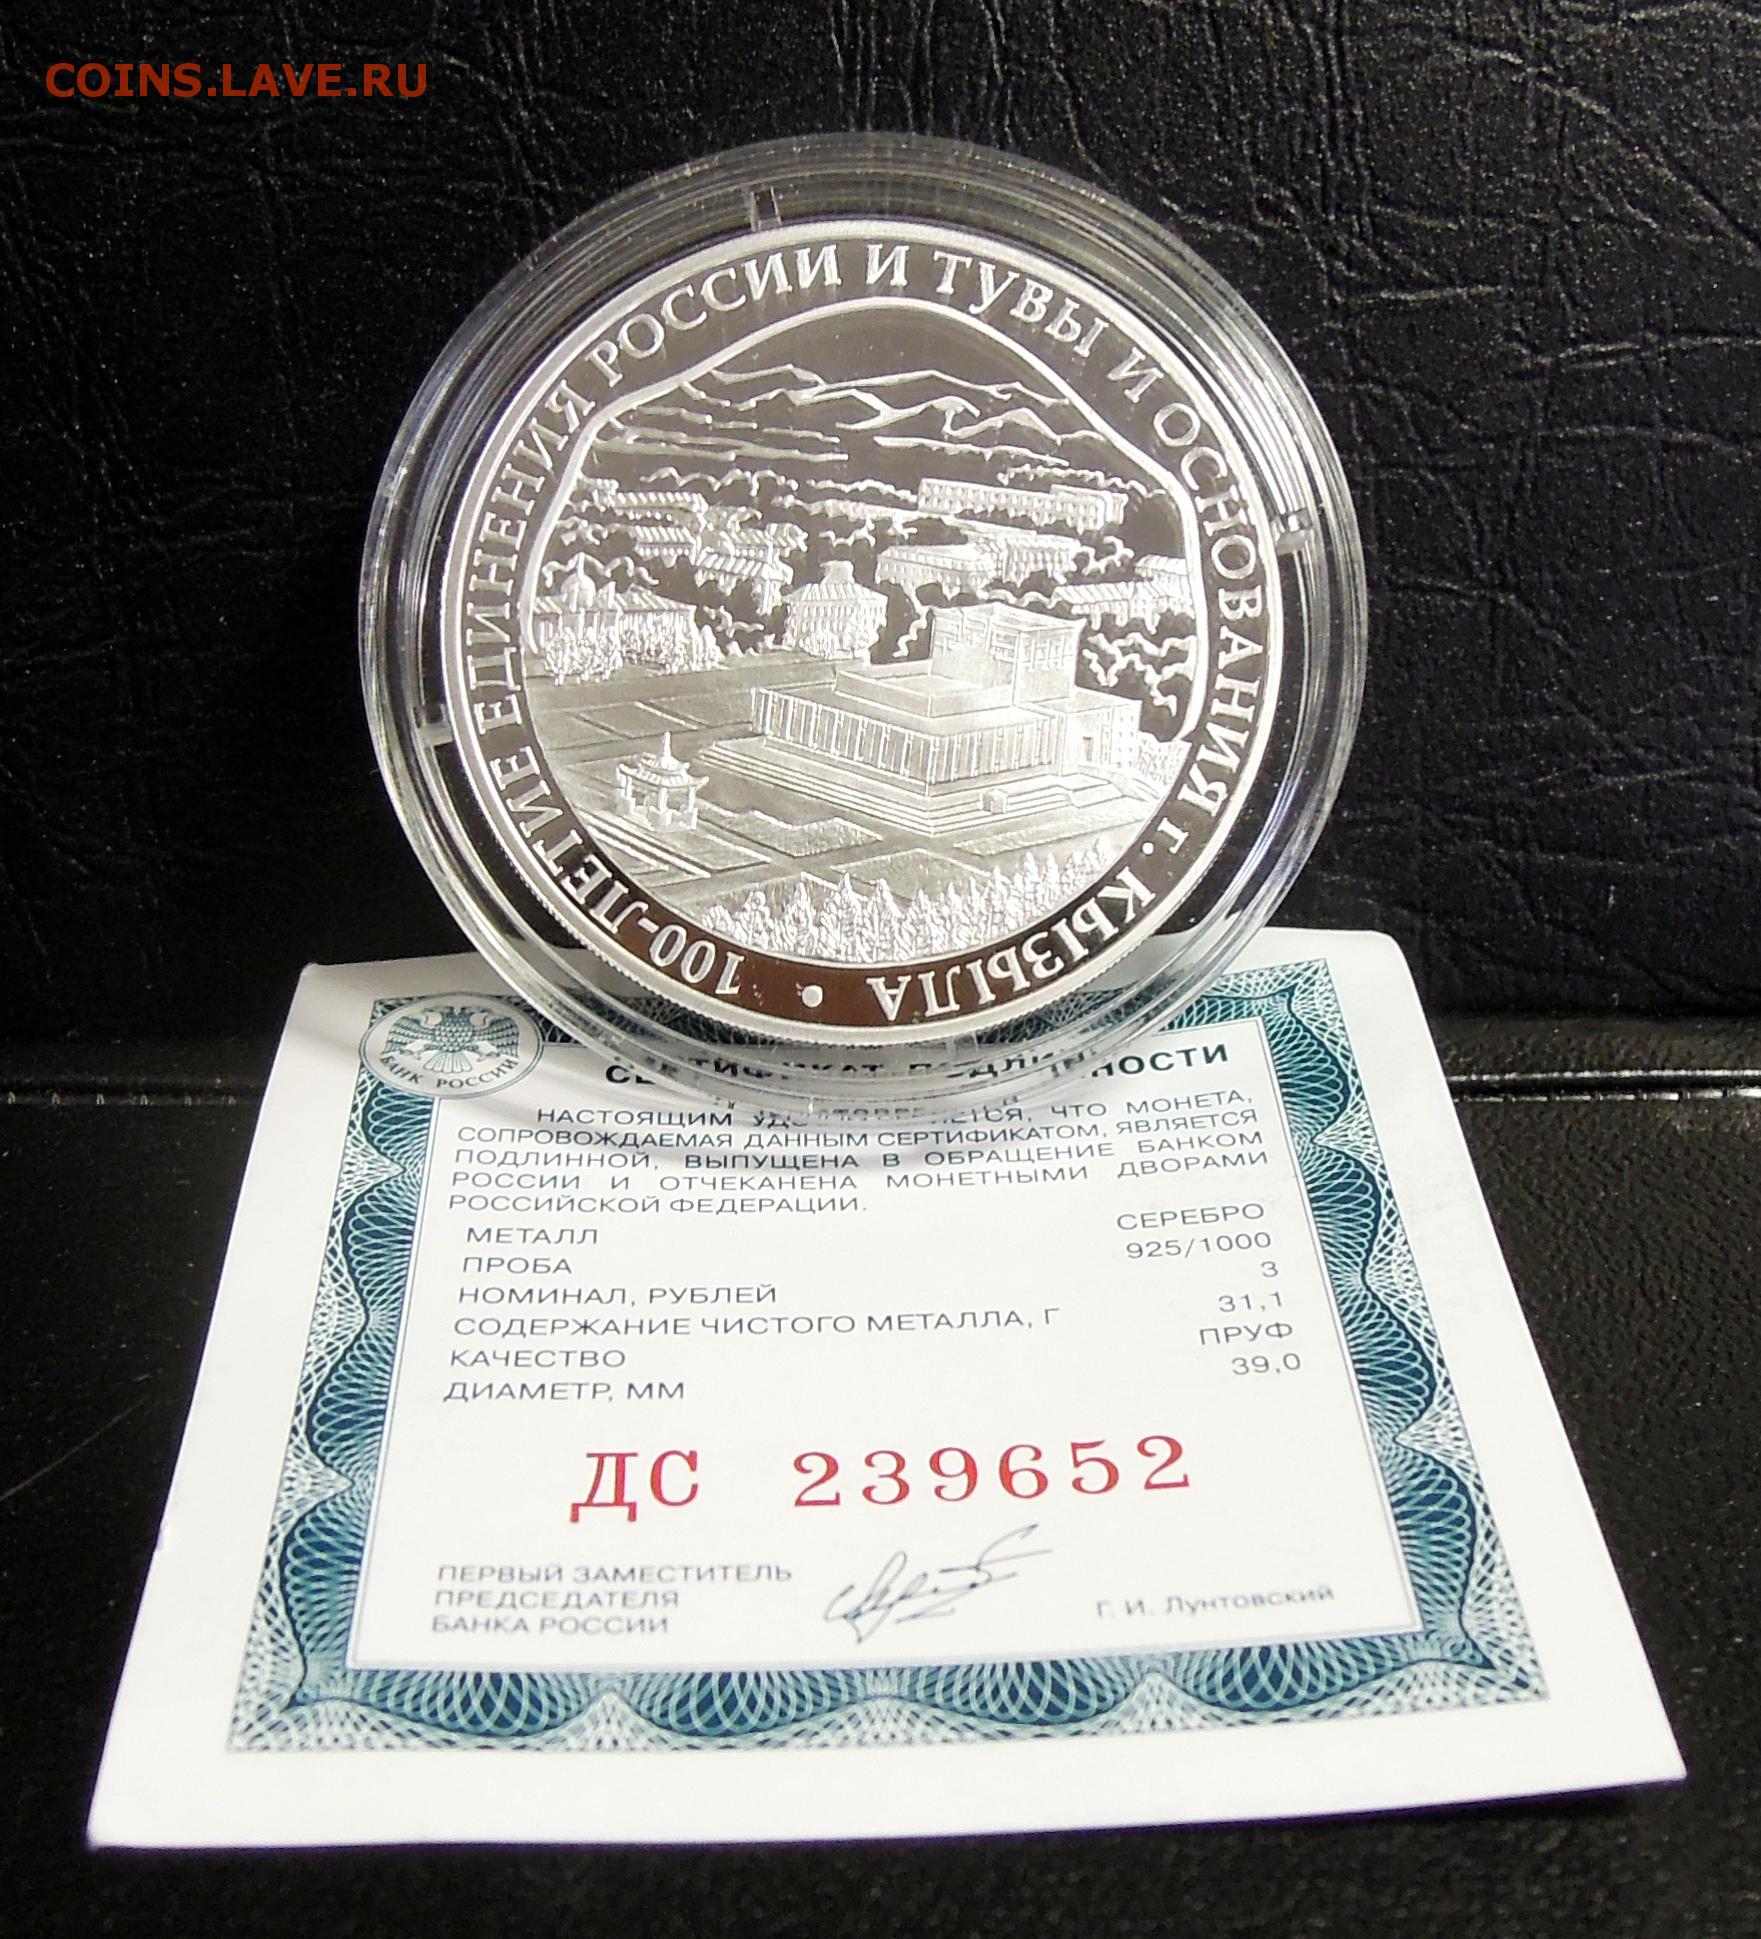 COINS.LAVE.RU
100-ЛЕТИЕ ЕДИНЕНИЯ РОССИИ И ТУВЫ И ОСНОВАНИЯ г. КЫЗЫЛА •
БАНК РОССИИ
НАСТОЯЩИМ ЧТО МОНЕТА,
СОПРОВОЖДАЕМАЯ ДАННЫМ СЕРТИФИКАТОМ, ЯВЛЯЕТСЯ
ПОДЛИННОЙ, ВЫПУЩЕНА В ОБРАЩЕНИЕ БАНКОМ
РОССИИ И ОТЧЕКАНЕНА МОНЕТНЫМИ ДВОРАМИ
РОССИЙСКОЙ ФЕДЕРАЦИИ.
МЕТАЛЛ СЕРЕБРО
ПРОБА 925/1000
НОМИНАЛ, РУБЛЕЙ 3
СОДЕРЖАНИЕ ЧИСТОГО МЕТАЛЛА, Г 31,1
КАЧЕСТВО ПРУФ
ДИАМЕТР, ММ 39,0
ДС 239652
ПЕРВЫЙ ЗАМЕСТИТЕЛЬ
ПРЕДСЕДАТЕЛЯ
БАНКА РОССИИ
Г. И. Лунтовский